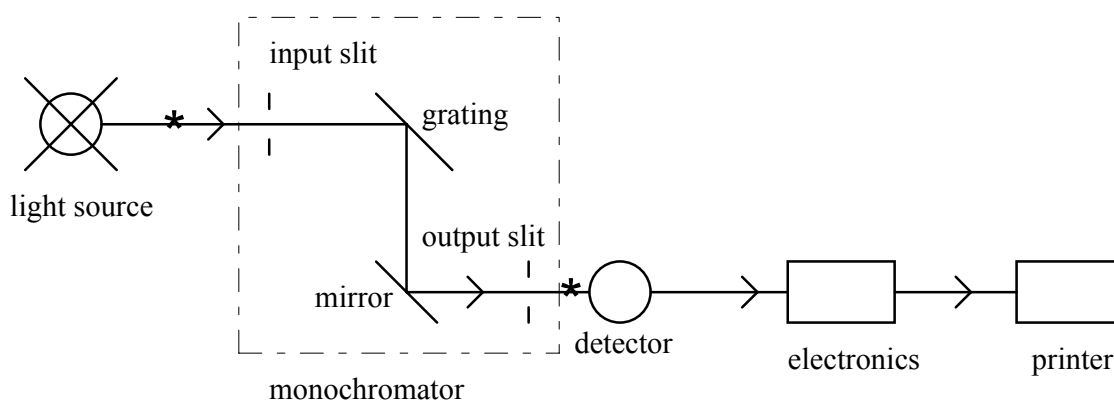 input slit
grating
light source
output slit
mirror
detector
electronics
printer
monochromator